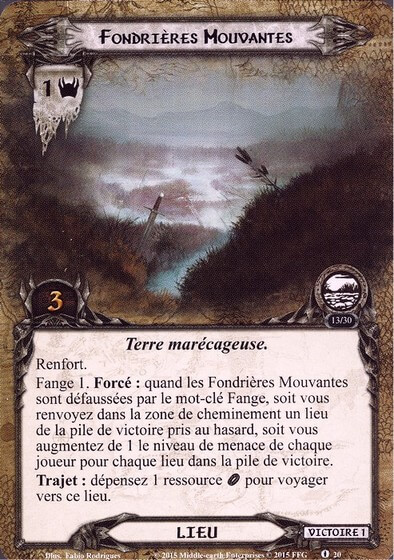 Fondrières Mouvantes
1
3
13/30
Terre marécageuse.
Renfort.
Fange 1. Forcé : quand les Fondrières Mouvantes
sont défaussées par le mot-clé Fange, soit vous
renvoyez dans la zone de cheminement un lieu
de la pile de victoire pris au hasard, soit vous
augmentez de 1 le niveau de menace de chaque
joueur pour chaque lieu dans la pile de victoire.
Trajet : dépensez 1 ressource pour voyager
vers ce lieu.
LIEU
VICTOIRE 1
Illus. Fabio Rodrigues
©2015 Middle-earth Enterprises ©2015 FFG
20